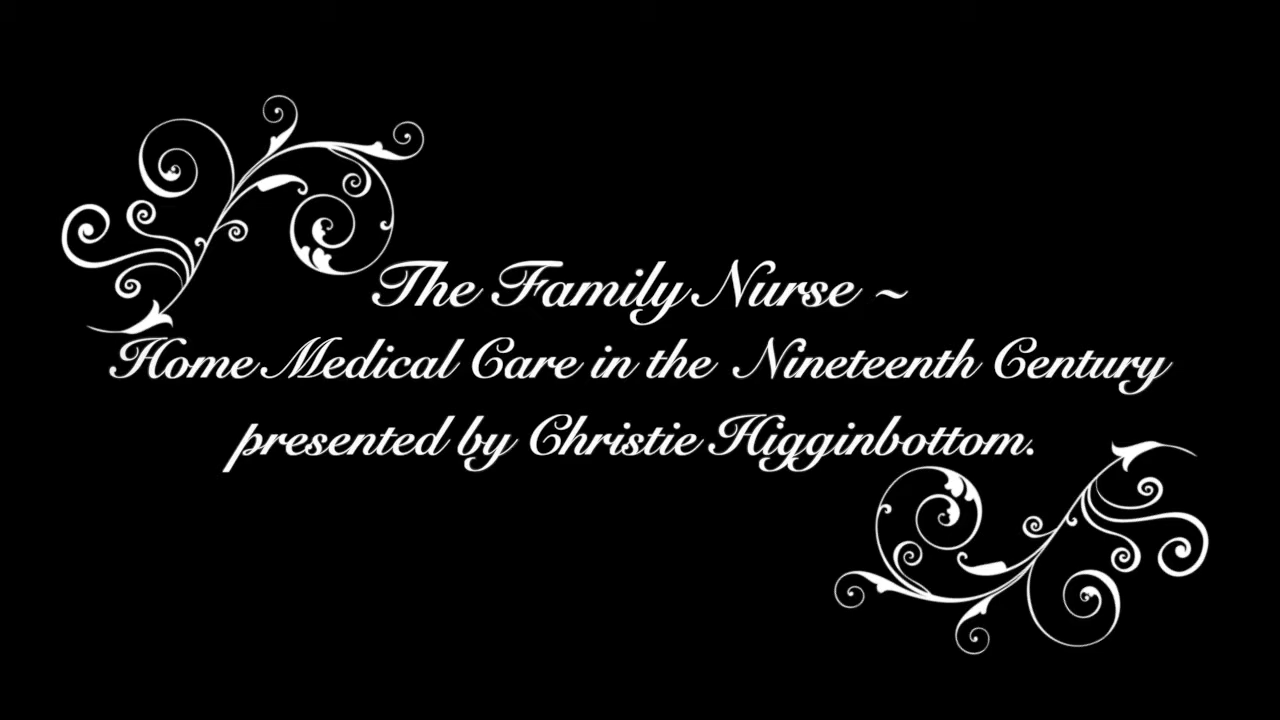 The Family Nurse ~
Home Medical Care in the Nineteenth Century
presented by Christie Higginbottom.